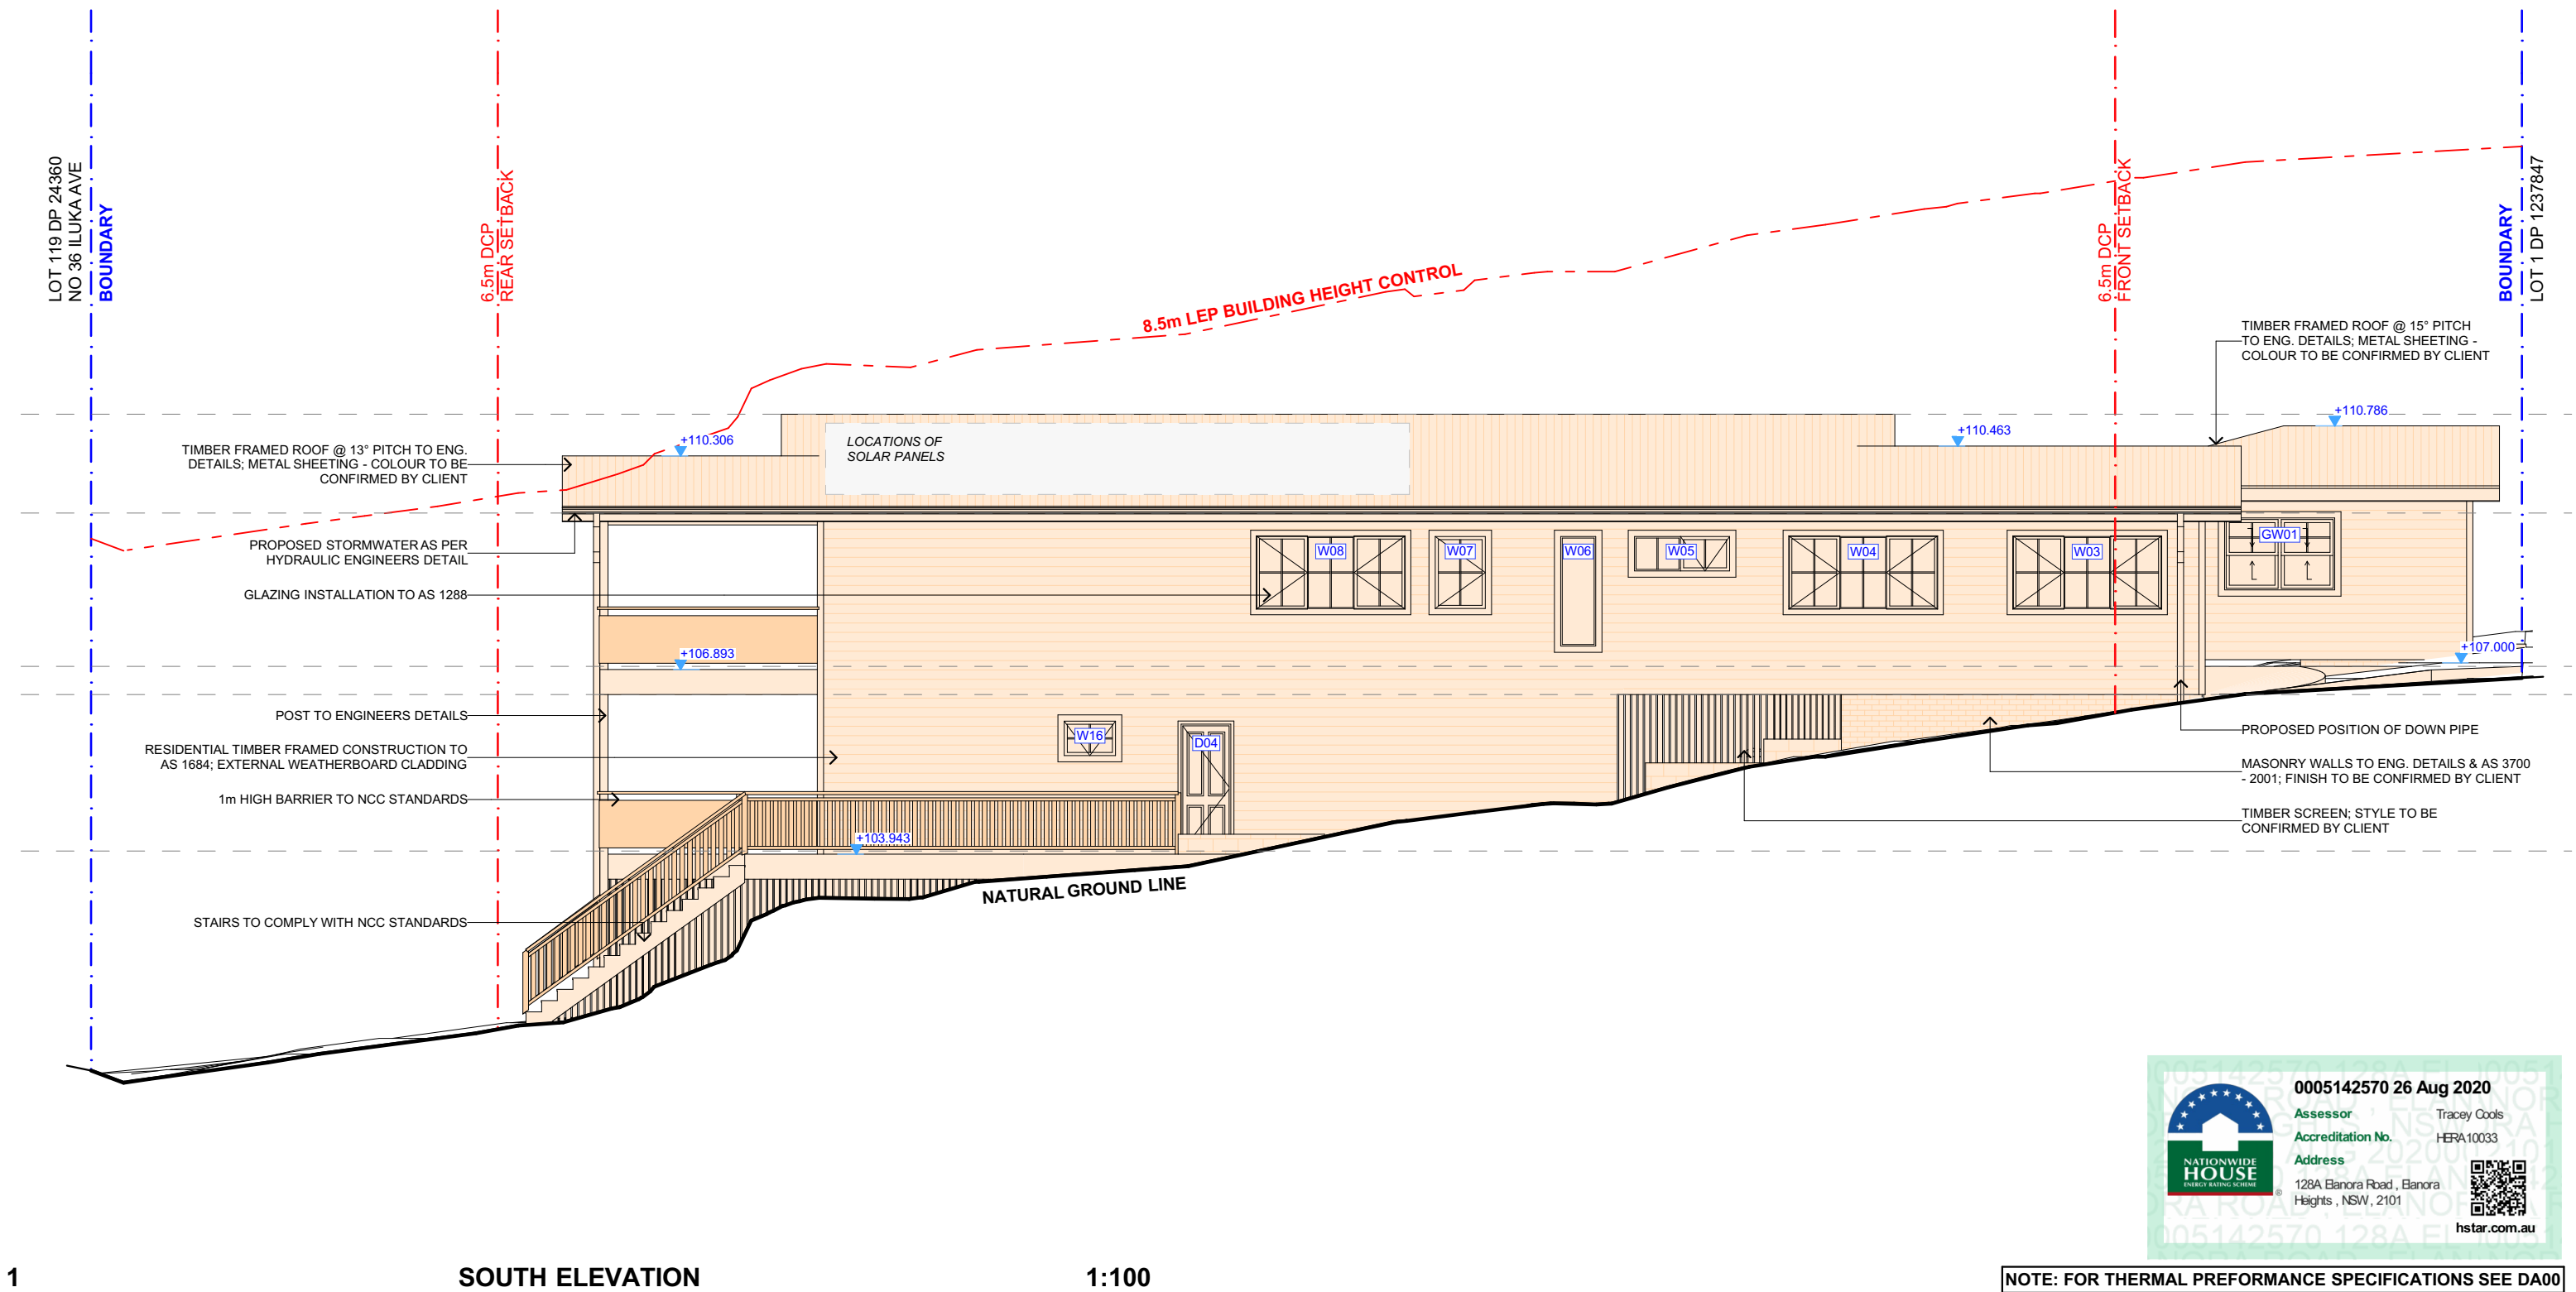 LOT 119 DP 24360
NO 36 ILUKA AVE
BOUNDARY
6.5m DCP
REAR SETBACK
8.5m LEP BUILDING HEIGHT CONTROL
6.5m DCP
FRONT SETBACK
BOUNDARY
LOT 1 DP 1237847
TIMBER FRAMED ROOF @ 15° PITCH
TO ENG. DETAILS; METAL SHEETING -
COLOUR TO BE CONFIRMED BY CLIENT
+110.786
+110.463
+110.306
LOCATIONS OF
SOLAR PANELS
TIMBER FRAMED ROOF @ 13° PITCH TO ENG.
DETAILS; METAL SHEETING - COLOUR TO BE
CONFIRMED BY CLIENT
PROPOSED STORMWATER AS PER
HYDRAULIC ENGINEERS DETAIL
GLAZING INSTALLATION TO AS 1288
W08
W07
W06
W05
W04
W03
GW01
+106.893
+107.000
POST TO ENGINEERS DETAILS
RESIDENTIAL TIMBER FRAMED CONSTRUCTION TO
AS 1684; EXTERNAL WEATHERBOARD CLADDING
1m HIGH BARRIER TO NCC STANDARDS
W16
D04
+103.943
PROPOSED POSITION OF DOWN PIPE
MASONRY WALLS TO ENG. DETAILS & AS 3700
- 2001; FINISH TO BE CONFIRMED BY CLIENT
TIMBER SCREEN; STYLE TO BE
CONFIRMED BY CLIENT
NATURAL GROUND LINE
STAIRS TO COMPLY WITH NCC STANDARDS
0005142570 26 Aug 2020
Assessor Tracey Cools
Accreditation No. HERA10033
Address
128A Elanora Road , Elanora
Heights , NSW , 2101
hstar.com.au
NATIONWIDE
HOUSE
ENERGY RATING SCHEME
®
1
SOUTH ELEVATION
1:100
NOTE: FOR THERMAL PREFORMANCE SPECIFICATIONS SEE DA00